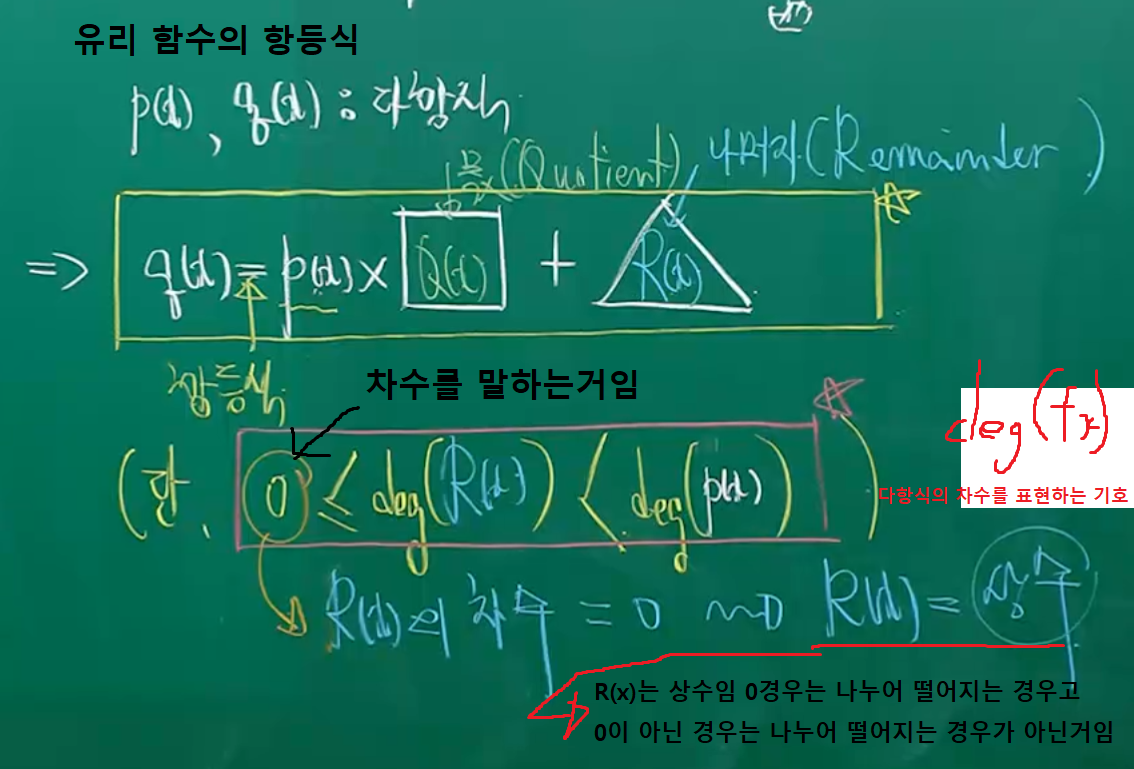 유리 함수의 항등식
p(x), q(x) : 다항식
몫(Quotient), 나머지(Remainder)
=> q(x) = p(x) × Q(x) + R(x)
항등식
차수를 말하는거임
(단, 0 ≤ deg(R(x)) < deg(p(x)))
deg(fx)
다항식의 차수를 표현하는 기호
R(x)의 차수 = 0 ⇝ R(x) = 상수
R(x)는 상수임 0경우는 나누어 떨어지는 경우고
0이 아닌 경우는 나누어 떨어지는 경우가 아닌거임